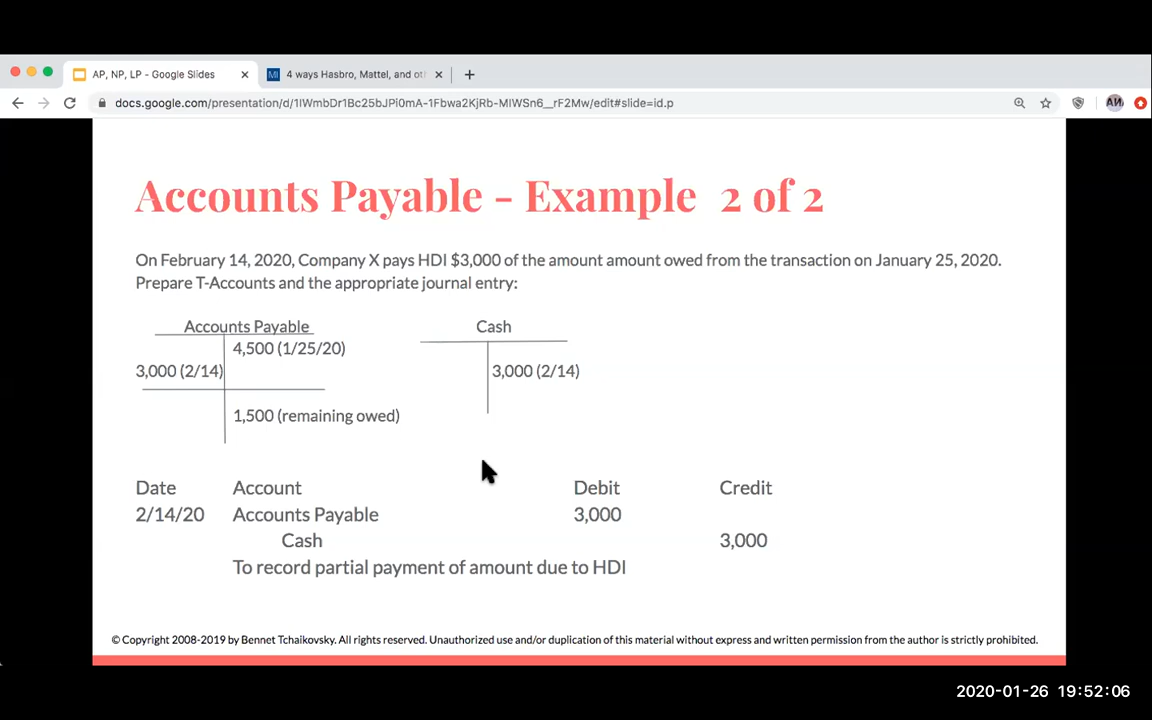 AP, NP, LP - Google Slides
MI 4 ways Hasbro, Mattel, and ot
docs.google.com/presentation/d/1IWmbDr1Bc25bJPi0mA-1Fbwa2KjRb-MIWSn6__rF2Mw/edit#slide=id.p
Accounts Payable - Example 2 of 2
On February 14, 2020, Company X pays HDI $3,000 of the amount amount owed from the transaction on January 25, 2020.
Prepare T-Accounts and the appropriate journal entry:
Accounts Payable Cash
4,500 (1/25/20)
3,000 (2/14) 3,000 (2/14)
1,500 (remaining owed)
Date Account Debit Credit
2/14/20 Accounts Payable 3,000
Cash 3,000
To record partial payment of amount due to HDI
© Copyright 2008-2019 by Bennet Tchaikovsky. All rights reserved. Unauthorized use and/or duplication of this material without express and written permission from the author is strictly prohibited.
2020-01-26 19:52:06